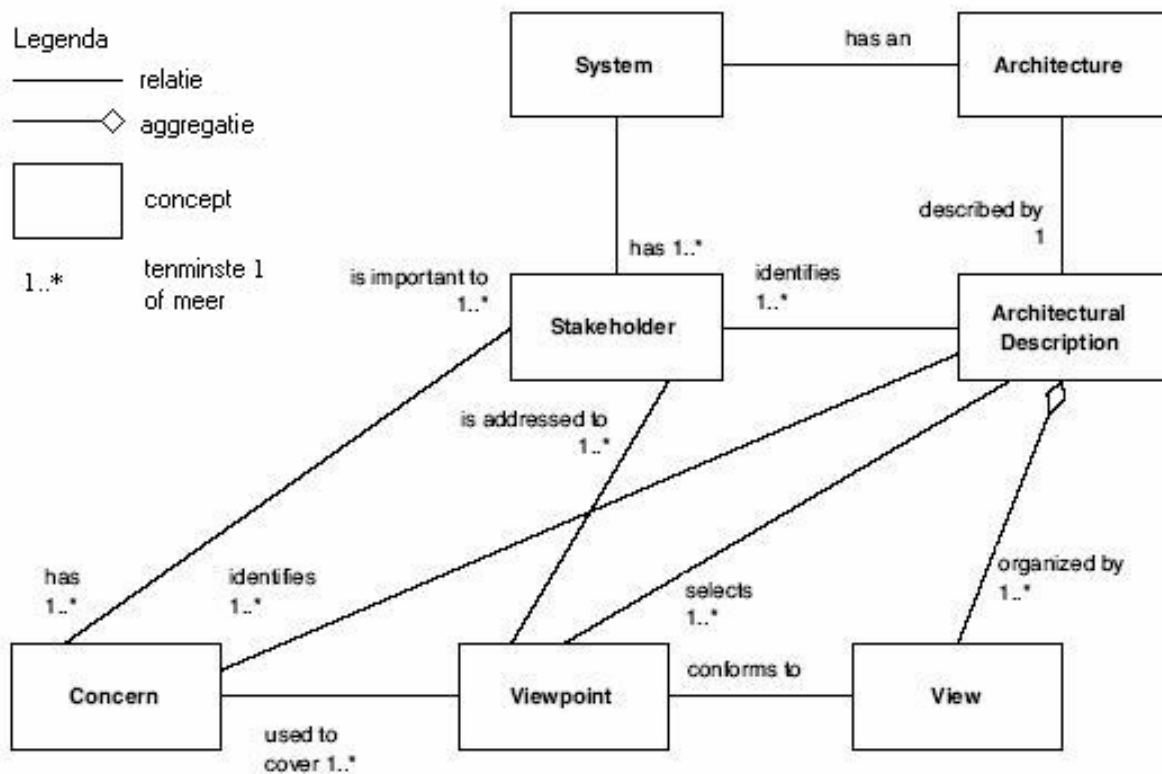 Legenda
relatie
aggregatie
concept
1..*
tenminste 1
of meer
System
has an
Architecture
described by
1
has 1..*
is important to
1..*
identifies
1..*
Stakeholder
Architectural
Description
is addressed to
1..*
has
1..*
identifies
1..*
selects
1..*
organized by
1..*
Concern
used to
cover 1..*
Viewpoint
conforms to
View